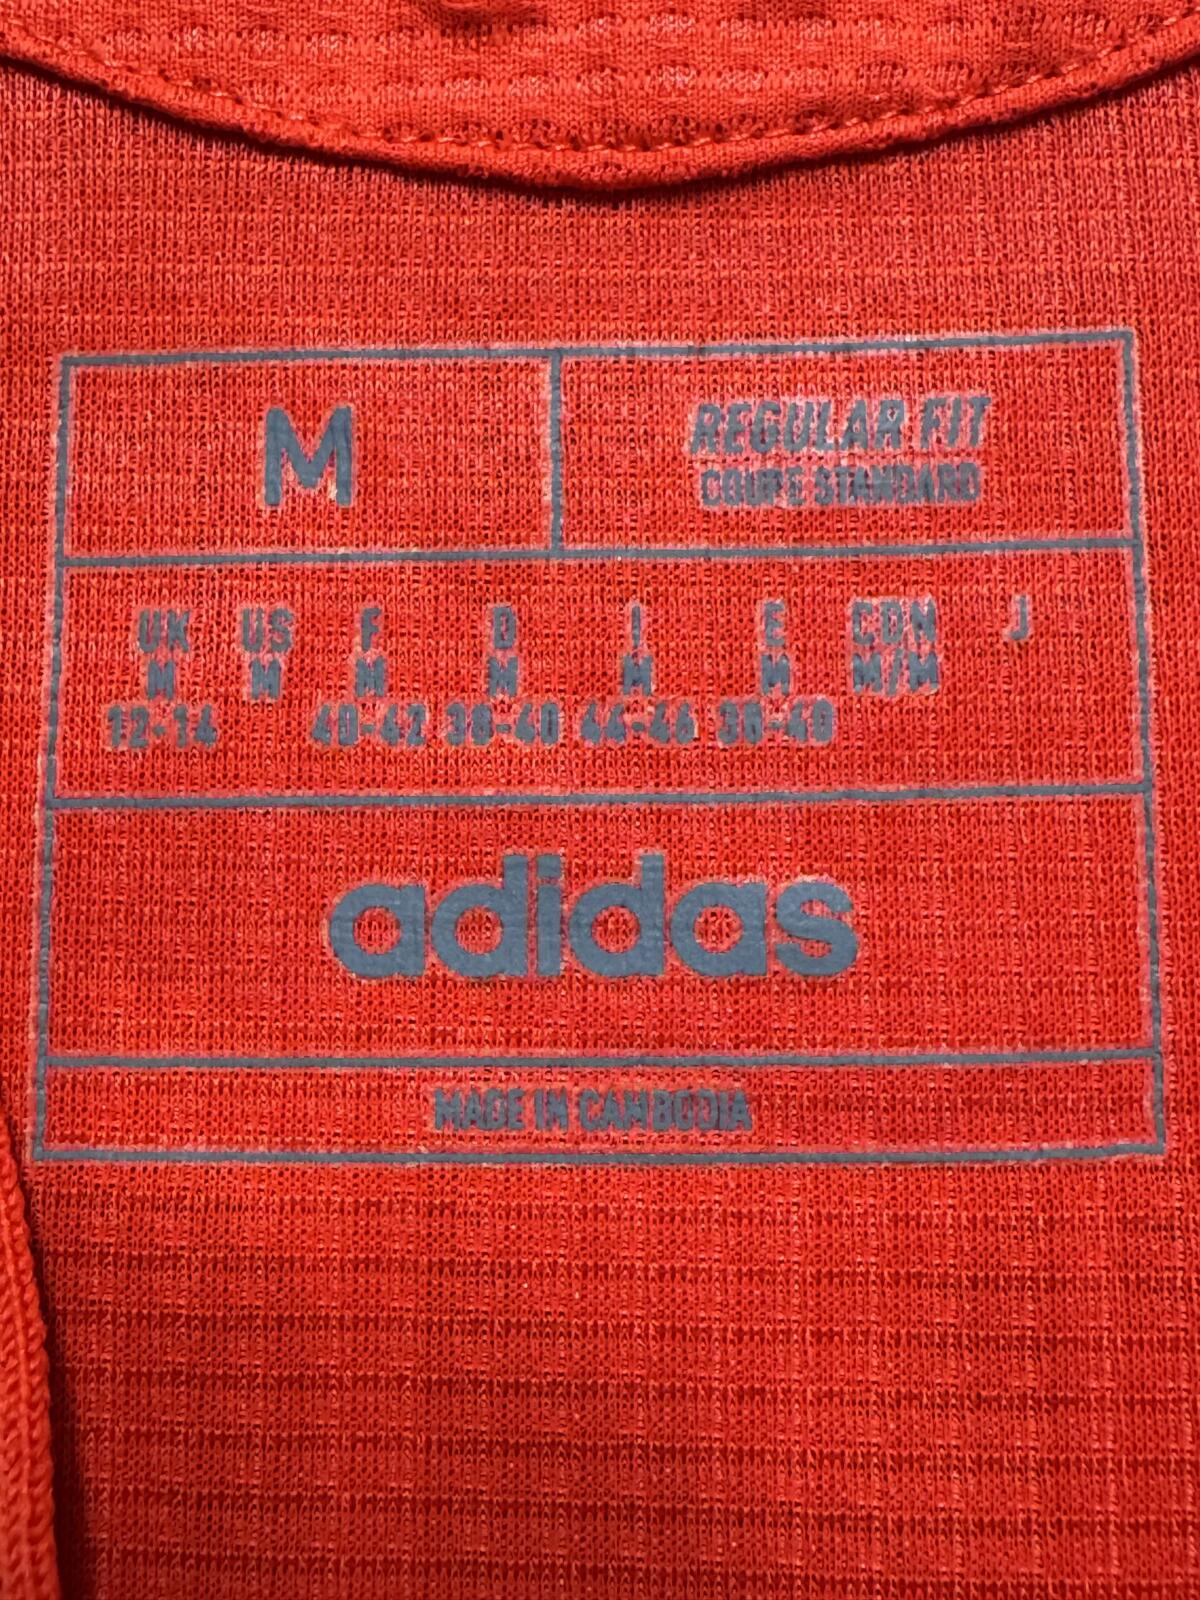 M
REGULAR FIT
COUPE STANDARD
UK US F D I E CDN J
M M M M M M M/M
12-14 40-42 38-40 44-46 38-40
adidas
MADE IN CAMBODIA